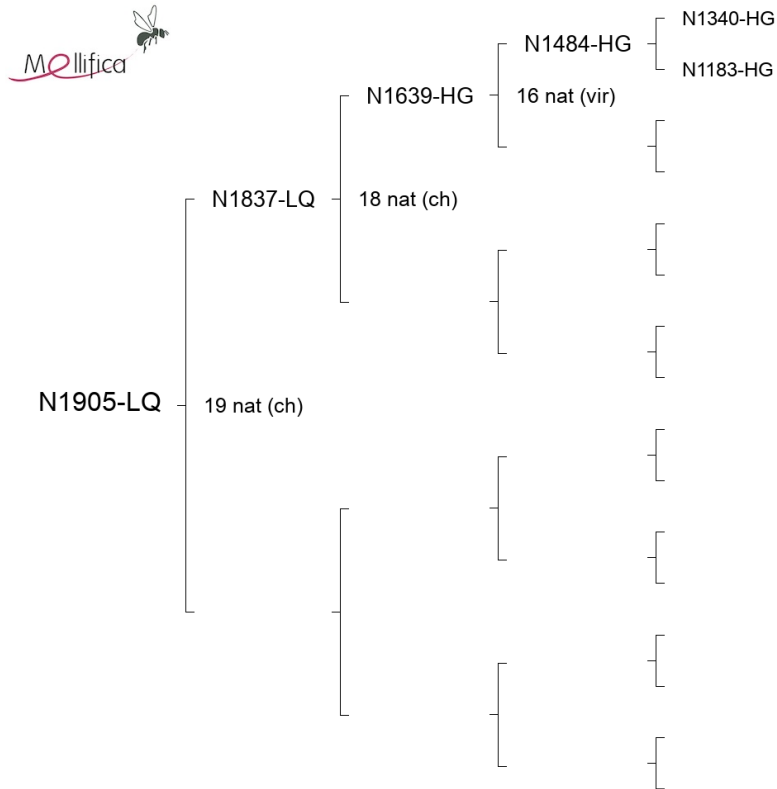 Mellifica
N1340-HG
N1484-HG
N1183-HG
N1639-HG
16 nat (vir)
N1837-LQ
18 nat (ch)
N1905-LQ
19 nat (ch)